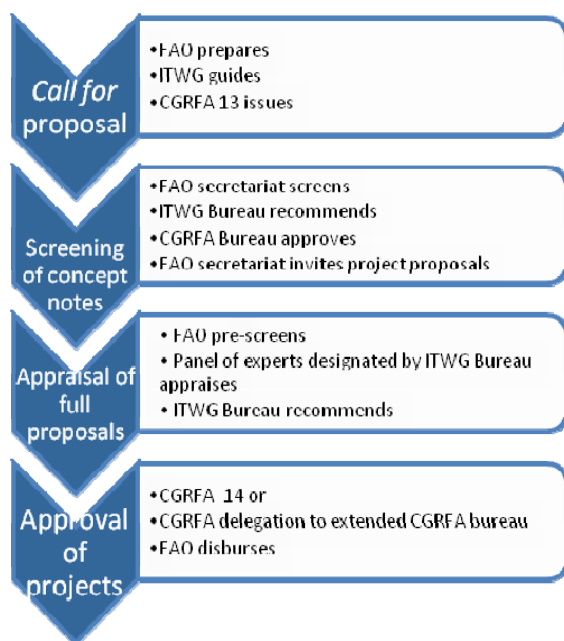 Call for
proposal
•FAO prepares
•ITWG guides
•CGRFA 13 issues
Screening
of concept
notes
•FAO secretariat screens
•ITWG Bureau recommends
•CGRFA Bureau approves
•FAO secretariat invites project proposals
Appraisal of
full
proposals
• FAO pre-screens
• Panel of experts designated by ITWG Bureau
appraises
• ITWG Bureau recommends
Approval
of
projects
•CGRFA 14 or
•CGRFA delegation to extended CGRFA bureau
•FAO disburses